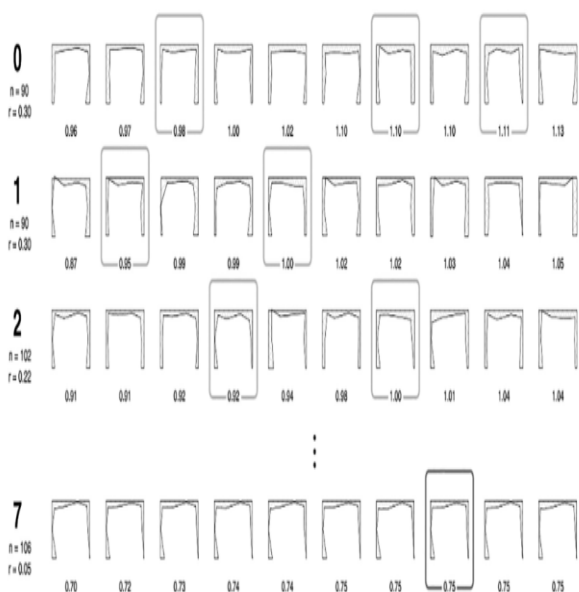 0
n = 90
r = 0.30
0.96 0.97 0.98 1.00 1.02 1.10 1.10 1.10 1.11 1.13
1
n = 90
r = 0.30
0.87 0.95 0.99 0.99 1.00 1.02 1.02 1.03 1.04 1.05
2
n = 102
r = 0.22
0.91 0.91 0.92 0.92 0.94 0.98 1.00 1.01 1.04 1.04
7
n = 106
r = 0.05
0.70 0.72 0.73 0.74 0.74 0.75 0.75 0.75 0.75 0.75